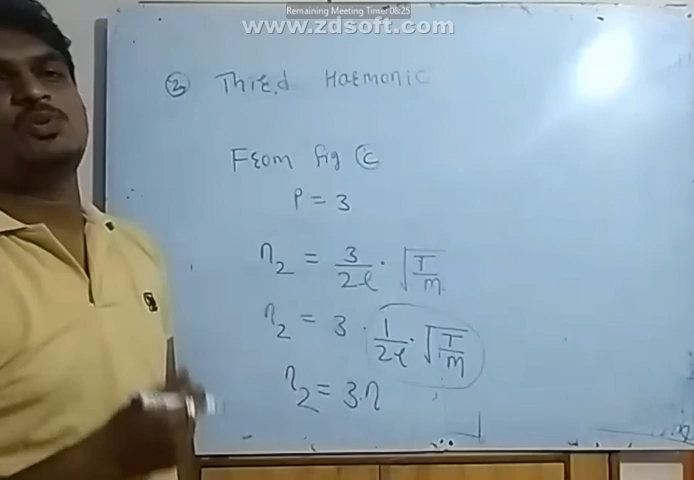 Remaining Meeting Time: 08:25
www.zdsoft.com
② Third Harmonic
From fig ⓒ
P = 3
n₂ = 3/2l · √T/m
n₂ = 3 · 1/2l · √T/m
n₂ = 3·n